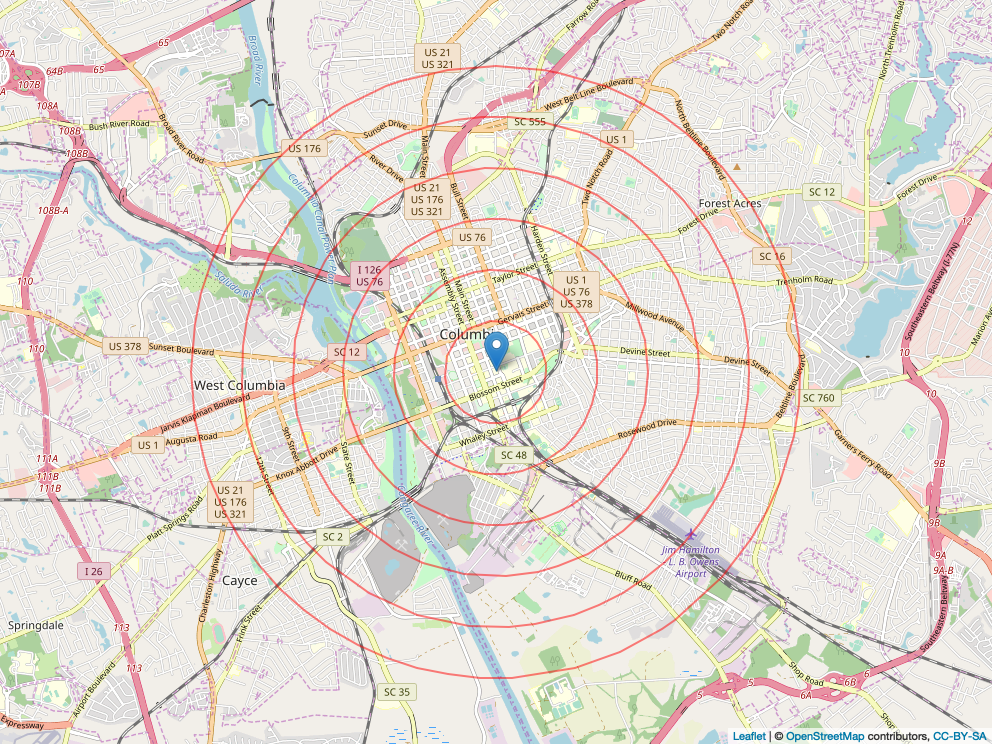 US 21
US 321
Farrow Road
Two Notch Road
North Trenholm Road
65
64B
65
107A
107B
108A
Broad River
West Belt Line Boulevard
SC 555
Bush River Road
108B
Broad River Road
Sunset Drive
US 176
River Drive
Main Street
US 1
North Beltline Boulevard
108B
Two Notch Road
US 21
US 176
US 321
Bull Street
SC 12
Forest Drive
Forest Acres
108B-A
Columbia Canal
US 76
Harden Street
Forest Drive
12
SC 16
I 126
US 76
Taylor Street
Trenholm Road
Southeastern Beltway (I-77N)
110
Saluda River
Main Street
Assembly Street
US 1
US 76
US 378
Millwood Avenue
Gervais Street
Columbia
US 378
Sunset Boulevard
110
SC 12
Devine Street
Devine Street
10
West Columbia
Blossom Street
Beltline Boulevard
SC 760
10
Jarvis Klapman Boulevard
US 1
Augusta Road
9th Street
State Street
Whaley Street
Rosewood Drive
Garners Ferry Road
111A
111B
111B
12th Street
Knox Abbott Drive
SC 48
9B
US 21
US 176
US 321
Platt Springs Road
Congaree River
9B
SC 2
Jim Hamilton
– L. B. Owens
Airport
9A
9A-B
I 26
Cayce
Bluff Road
Charleston Highway
Southeastern Beltway
Springdale
113
Frink Street
113
Airport Boulevard
Shop Road
6B
6A
5
5
SC 35
Expressway
Leaflet | © OpenStreetMap contributors, CC-BY-SA